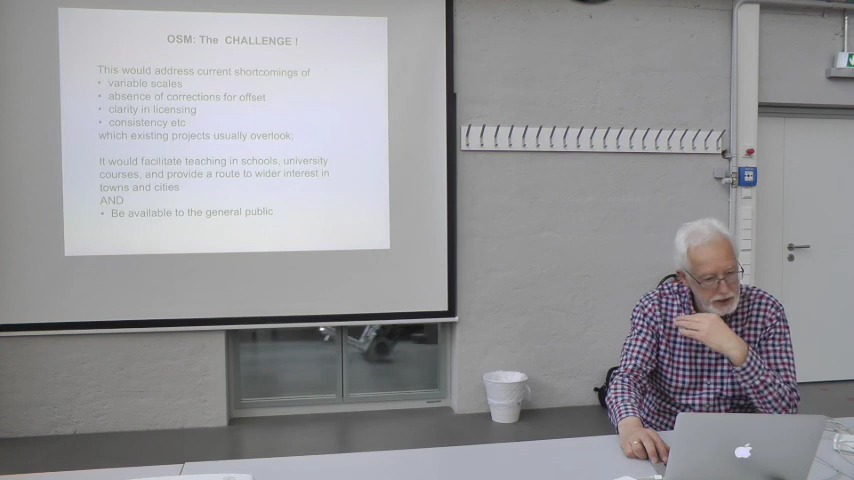 OSM: The CHALLENGE !
This would address current shortcomings of
• variable scales
• absence of corrections for offset
• clarity in licensing
• consistency etc
which existing projects usually overlook;
It would facilitate teaching in schools, university
courses, and provide a route to wider interest in
towns and cities
AND
• Be available to the general public